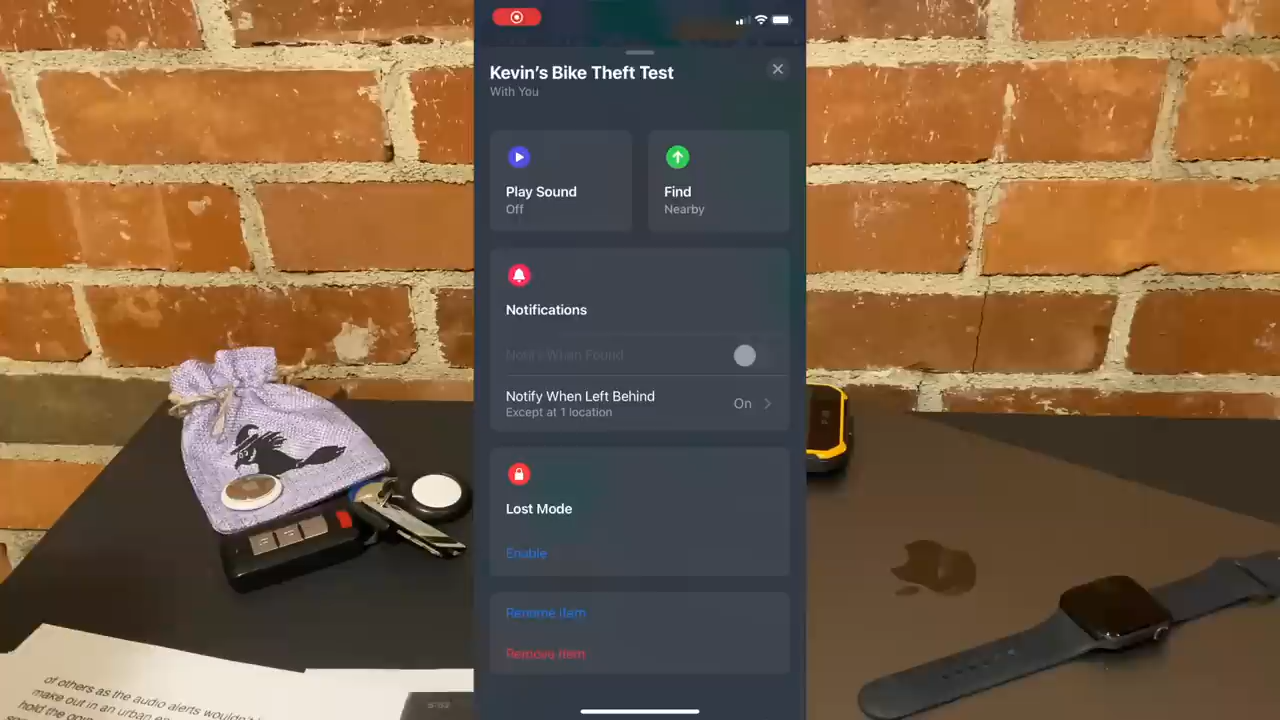 Kevin's Bike Theft Test
With You
Play Sound
Off
Find
Nearby
Notifications
Notify When Found
Notify When Left Behind
Except at 1 location
On
Lost Mode
Enable
Rename Item
Remove Item
of others as the audio alerts wouldn't
make out in an urban
hold the